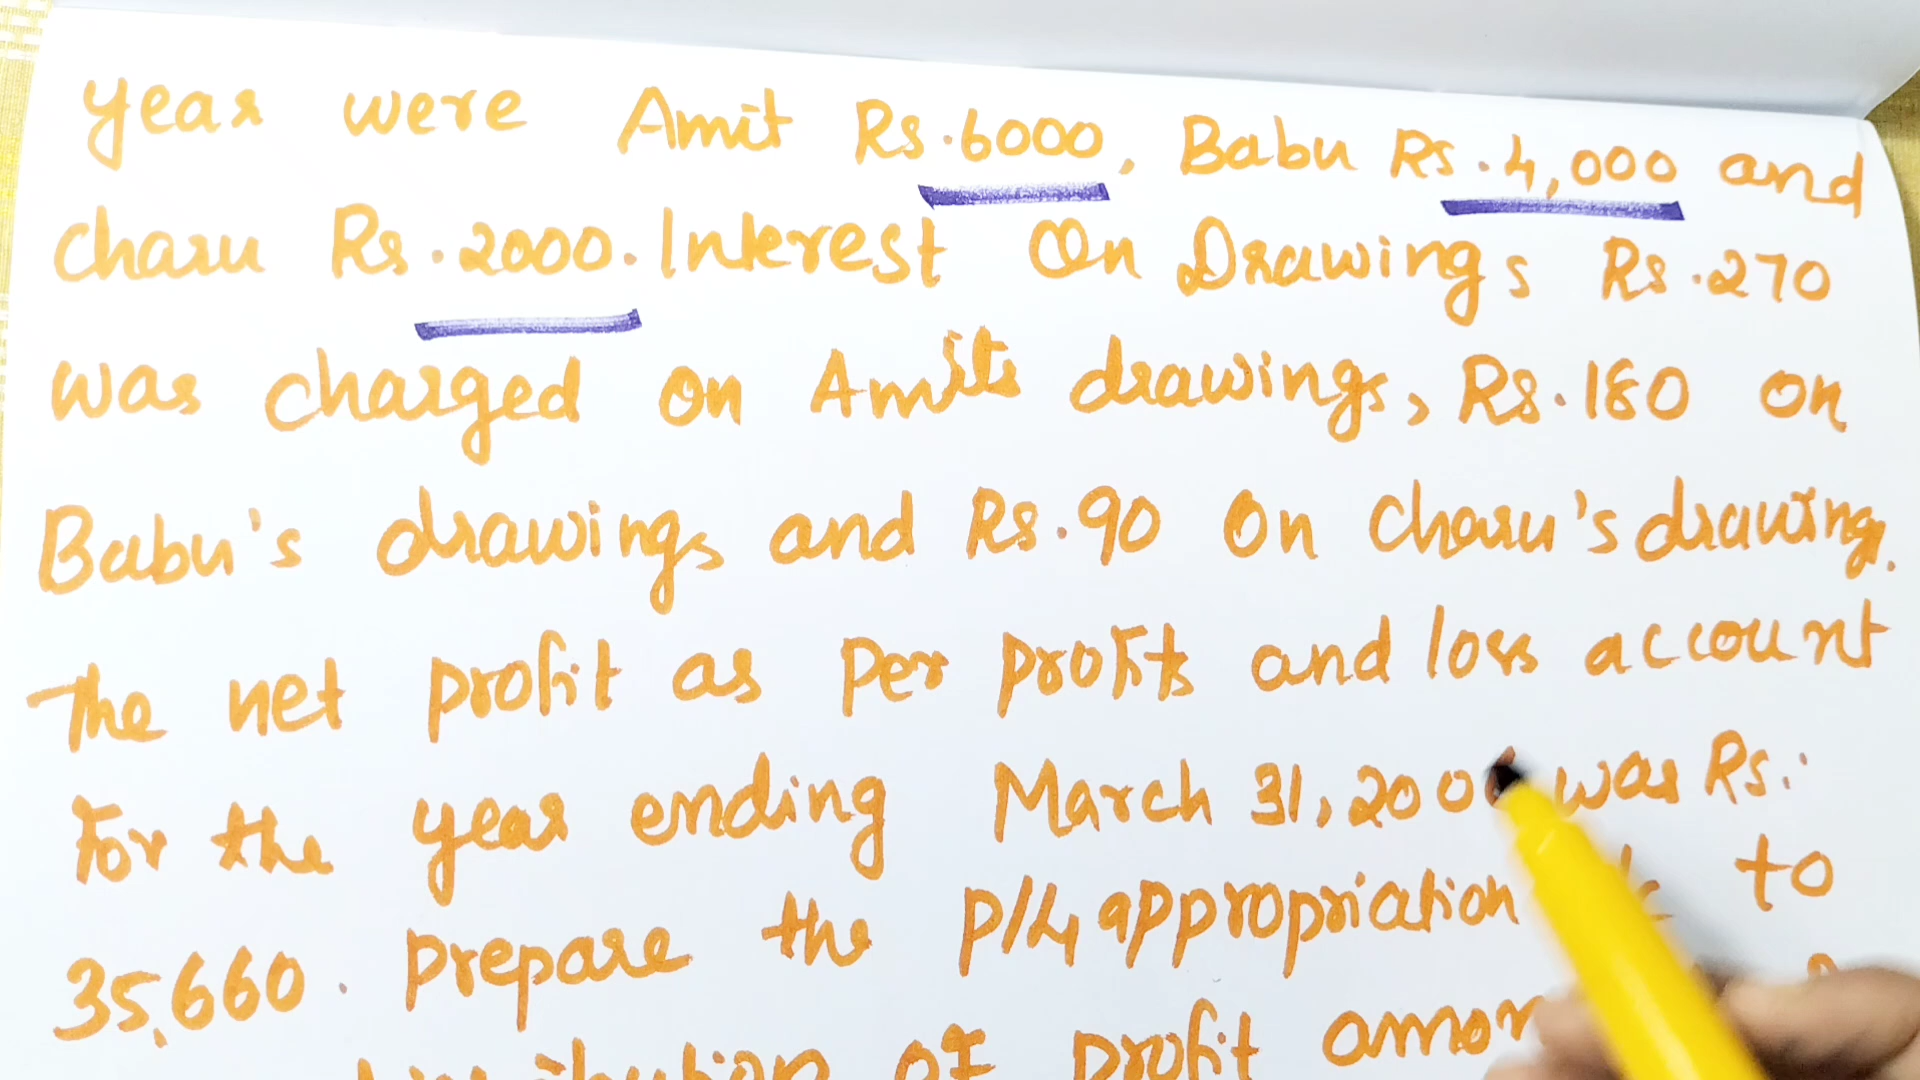 year were Amit Rs.6000, Babu Rs.4,000 and
charu Rs.2000. Interest On Drawings Rs.270
was charged on Amits drawings, Rs.180 on
Babu's drawings and Rs.90 On charu's drawing.
The net profit as per profits and loss account
For the year ending March 31, was Rs.
35,660. prepare the P/L appropriation to
of profit